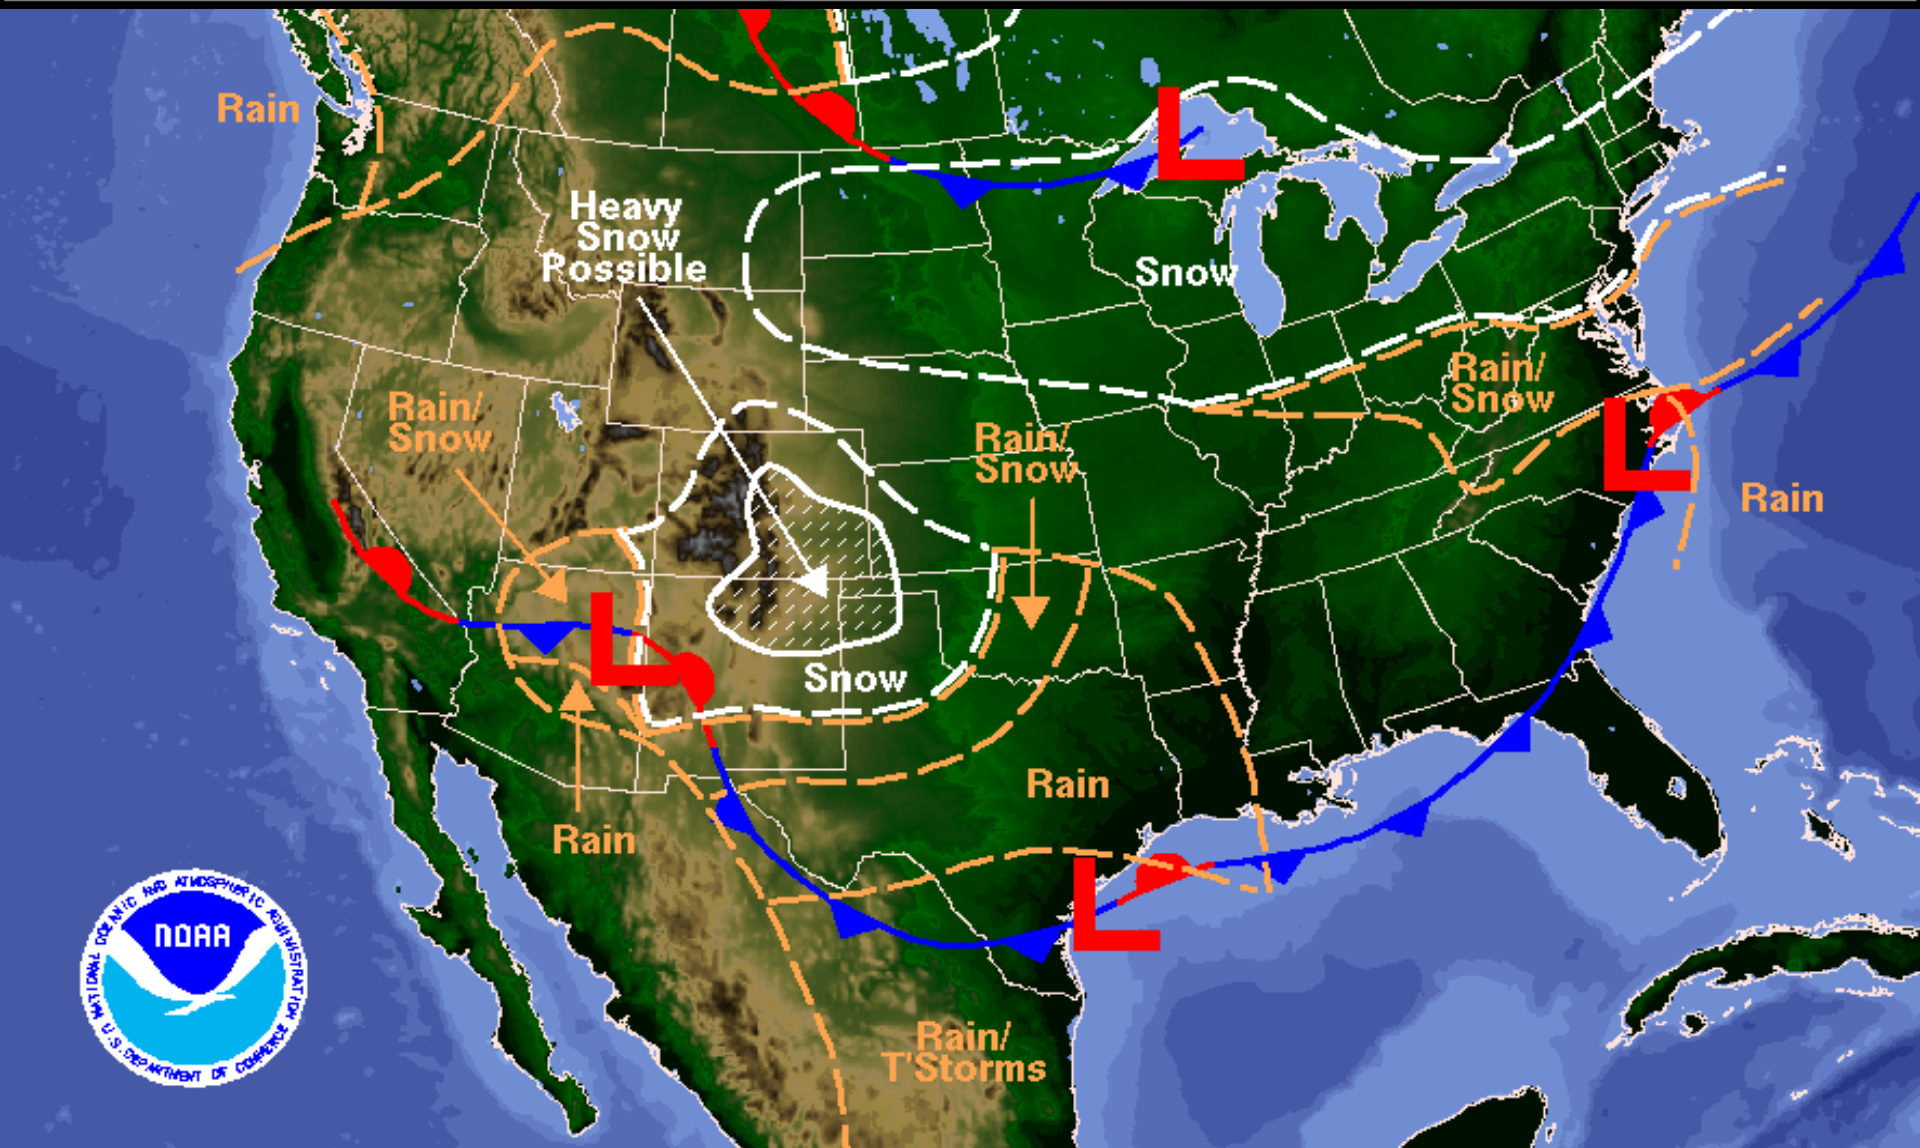 Rain
Heavy
Snow
Possible
L
Snow
Rain/
Snow
Rain/
Snow
Rain/
Snow
L
Rain
L
Snow
Rain
Rain
L
Rain/
T'Storms
NATIONAL OCEANIC AND ATMOSPHERIC ADMINISTRATION
NOAA
U.S. DEPARTMENT OF COMMERCE